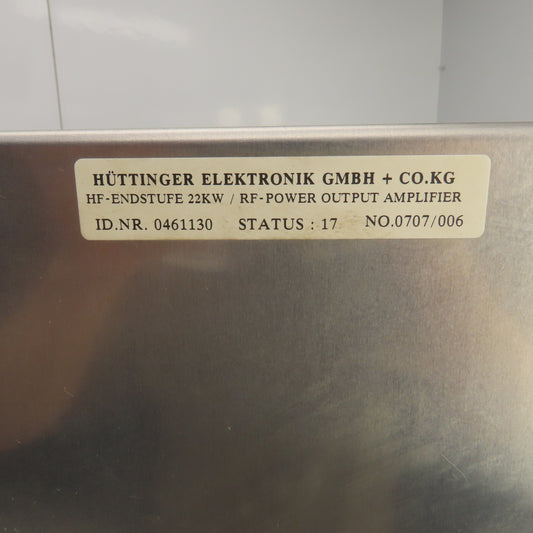 HÜTTINGER ELEKTRONIK GMBH + CO.KG
HF-ENDSTUFE 22KW / RF-POWER OUTPUT AMPLIFIER
ID.NR. 0461130 STATUS : 17 NO.0707/006